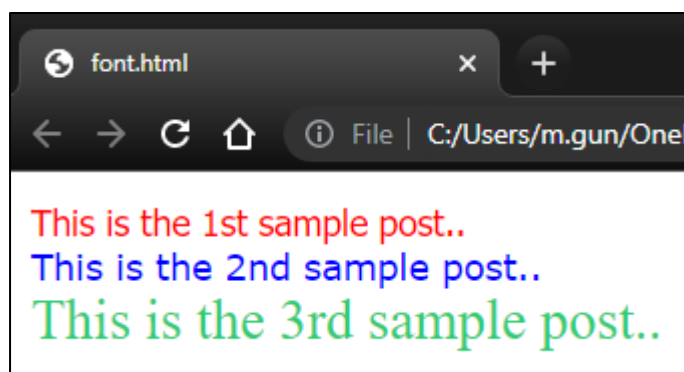 font.html
File C:/Users/m.gun/One
This is the 1st sample post..
This is the 2nd sample post..
This is the 3rd sample post..